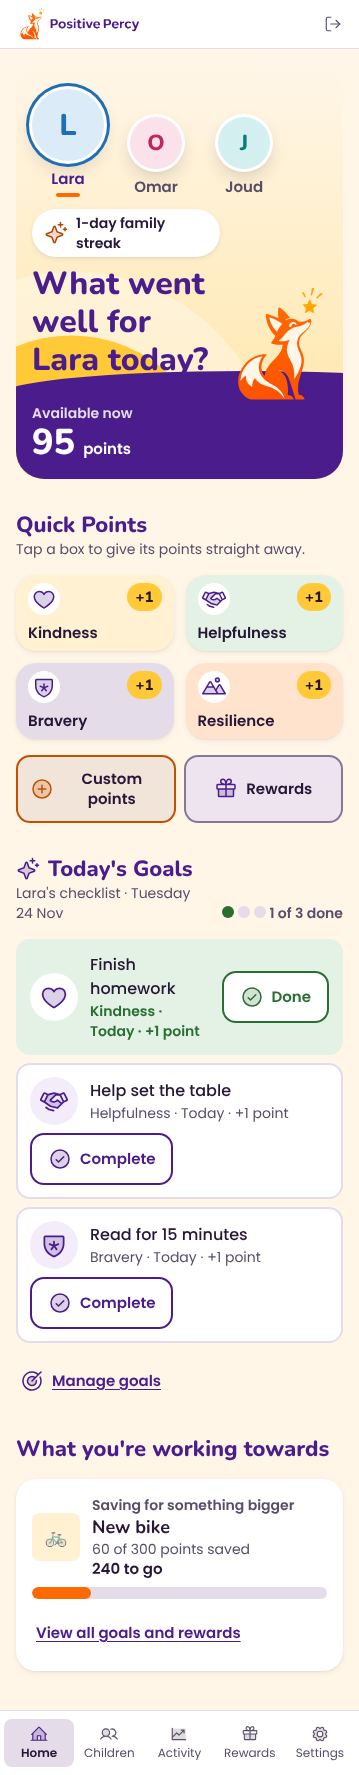 Positive Percy
L
O
J
Lara
Omar
Joud
1-day family
streak
What went
well for
Lara today?
Available now
95 points
Quick Points
Tap a box to give its points straight away.
+1
Kindness
+1
Helpfulness
+1
Bravery
+1
Resilience
Custom
points
Rewards
Today's Goals
Lara's checklist · Tuesday
24 Nov
1 of 3 done
Finish
homework
Kindness ·
Today · +1 point
Done
Help set the table
Helpfulness · Today · +1 point
Complete
Read for 15 minutes
Bravery · Today · +1 point
Complete
Manage goals
What you're working towards
Saving for something bigger
New bike
60 of 300 points saved
240 to go
View all goals and rewards
Home
Children
Activity
Rewards
Settings